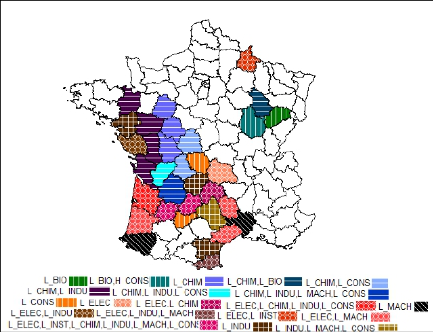 L_BIO L_BIO,H_CONS L_CHIM L_CHIM,L_BIO L_CHIM,L_CONS
L_CHIM,L_INDU L_CHIM,L_INDU,L_CONS L_CHIM,L_INDU,L_MACH,L_CONS
L_CONS L_ELEC L_ELEC,L_CHIM L_ELEC,L_CHIM,L_INDU,L_CONS L_MACH
L_ELEC,L_INDU L_ELEC,L_INDU,L_MACH L_ELEC,L_INST L_ELEC,L_MACH
L_ELEC,L_INST,L_CHIM,L_INDU,L_MACH,L_CONS L_INDU L_INDU,L_MACH,L_CONS